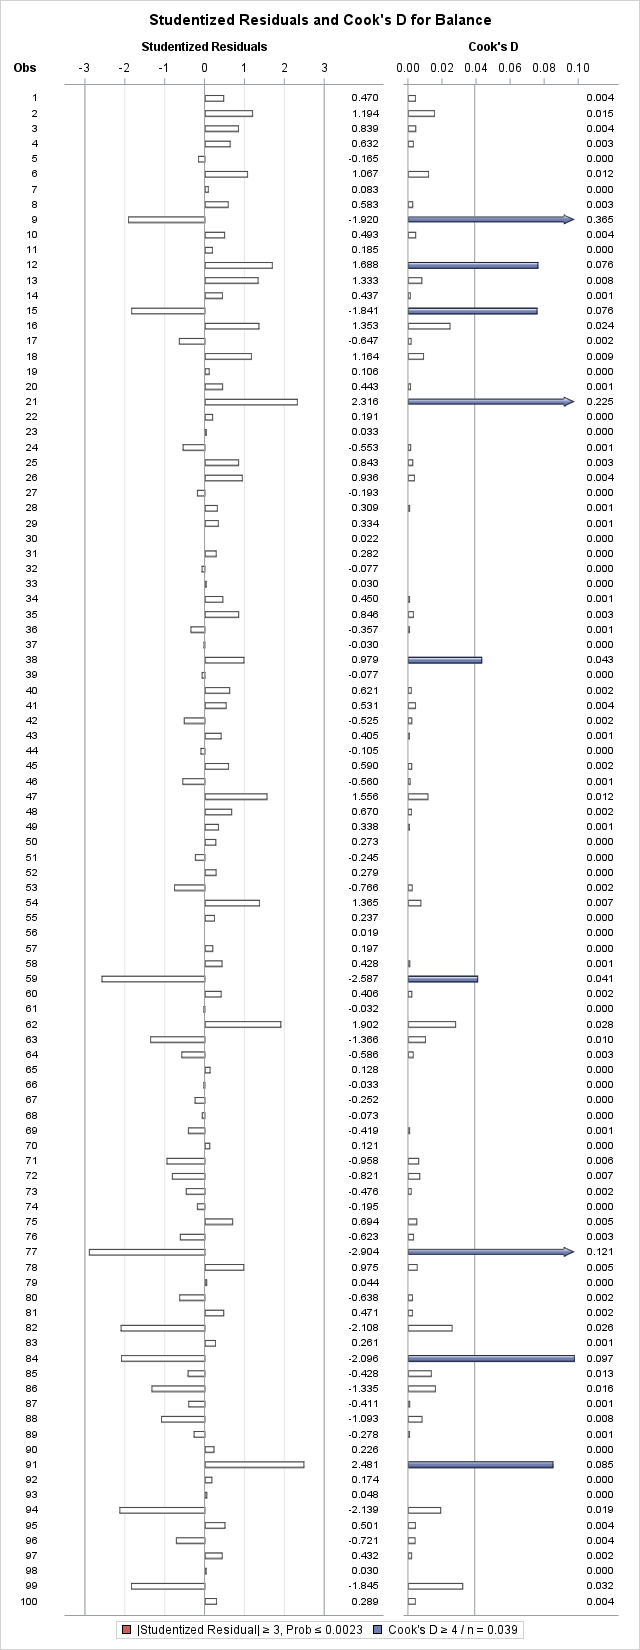 Studentized Residuals and Cook's D for Balance
Studentized Residuals Cook's D
Obs -3 -2 -1 0 1 2 3 0.00 0.02 0.04 0.06 0.08 0.10
1 0.470 0.004
2 1.194 0.015
3 0.839 0.004
4 0.632 0.003
5 -0.165 0.000
6 1.067 0.012
7 0.083 0.000
8 0.583 0.003
9 -1.920 0.365
10 0.493 0.004
11 0.185 0.000
12 1.688 0.076
13 1.333 0.008
14 0.437 0.001
15 -1.841 0.076
16 1.353 0.024
17 -0.647 0.002
18 1.164 0.009
19 0.106 0.000
20 0.443 0.001
21 2.316 0.225
22 0.191 0.000
23 0.033 0.000
24 -0.553 0.001
25 0.843 0.003
26 0.936 0.004
27 -0.193 0.000
28 0.309 0.001
29 0.334 0.001
30 0.022 0.000
31 0.282 0.000
32 -0.077 0.000
33 0.030 0.000
34 0.450 0.001
35 0.846 0.003
36 -0.357 0.001
37 -0.030 0.000
38 0.979 0.043
39 -0.077 0.000
40 0.621 0.002
41 0.531 0.004
42 -0.525 0.002
43 0.405 0.001
44 -0.105 0.000
45 0.590 0.002
46 -0.560 0.001
47 1.556 0.012
48 0.670 0.002
49 0.338 0.001
50 0.273 0.000
51 -0.245 0.000
52 0.279 0.000
53 -0.766 0.002
54 1.365 0.007
55 0.237 0.000
56 0.019 0.000
57 0.197 0.000
58 0.428 0.001
59 -2.587 0.041
60 0.406 0.002
61 -0.032 0.000
62 1.902 0.028
63 -1.366 0.010
64 -0.586 0.003
65 0.128 0.000
66 -0.033 0.000
67 -0.252 0.000
68 -0.073 0.000
69 -0.419 0.001
70 0.121 0.000
71 -0.958 0.006
72 -0.821 0.007
73 -0.476 0.002
74 -0.195 0.000
75 0.694 0.005
76 -0.623 0.003
77 -2.904 0.121
78 0.975 0.005
79 0.044 0.000
80 -0.638 0.002
81 0.471 0.002
82 -2.108 0.026
83 0.261 0.001
84 -2.096 0.097
85 -0.428 0.013
86 -1.335 0.016
87 -0.411 0.001
88 -1.093 0.008
89 -0.278 0.001
90 0.226 0.000
91 2.481 0.085
92 0.174 0.000
93 0.048 0.000
94 -2.139 0.019
95 0.501 0.004
96 -0.721 0.004
97 0.432 0.002
98 0.030 0.000
99 -1.845 0.032
100 0.289 0.004
|Studentized Residual| ≥ 3, Prob ≤ 0.0023 Cook's D ≥ 4 / n = 0.039